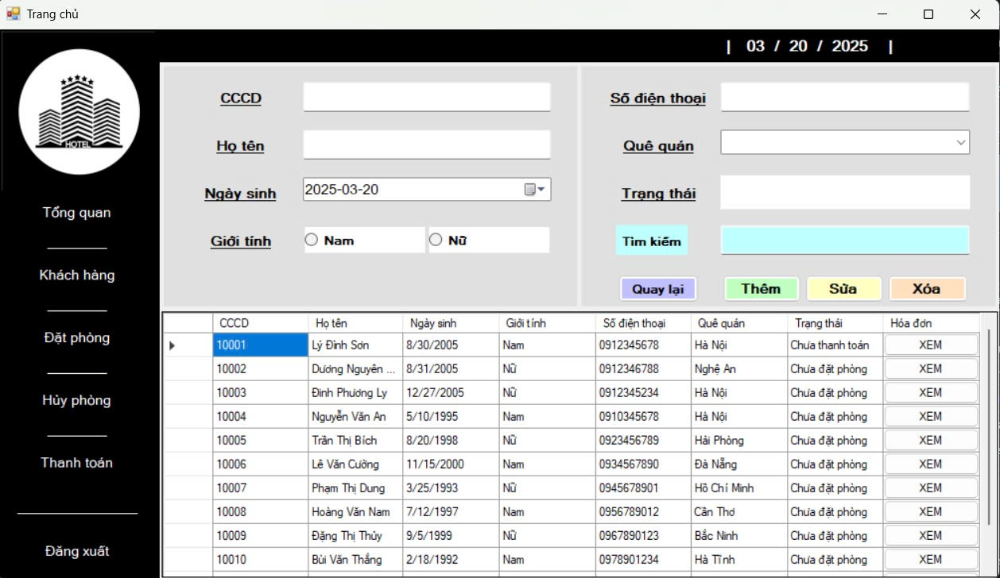 Trang chủ
| 03 / 20 / 2025 |
HOTEL
Tổng quan
Khách hàng
Đặt phòng
Hủy phòng
Thanh toán
Đăng xuất
CCCD
Họ tên
Ngày sinh 2025-03-20
Giới tính Nam Nữ
Số điện thoại
Quê quán
Trạng thái
Tìm kiếm
Quay lại Thêm Sửa Xóa
CCCD Họ tên Ngày sinh Giới tính Số điện thoại Quê quán Trạng thái Hóa đơn
10001 Lý Đình Sơn 8/30/2005 Nam 0912345678 Hà Nội Chưa thanh toán XEM
10002 Dương Nguyên ... 8/31/2005 Nữ 0912346788 Nghệ An Chưa đặt phòng XEM
10003 Đinh Phương Ly 12/27/2005 Nữ 0912345234 Hà Nội Chưa đặt phòng XEM
10004 Nguyễn Văn An 5/10/1995 Nam 0910345678 Hà Nội Chưa đặt phòng XEM
10005 Trần Thị Bích 8/20/1998 Nữ 0923456789 Hải Phòng Chưa đặt phòng XEM
10006 Lê Văn Cường 11/15/2000 Nam 0934567890 Đà Nẵng Chưa đặt phòng XEM
10007 Phạm Thị Dung 3/25/1993 Nữ 0945678901 Hồ Chí Minh Chưa đặt phòng XEM
10008 Hoàng Văn Nam 7/12/1997 Nam 0956789012 Cần Thơ Chưa đặt phòng XEM
10009 Đặng Thị Thủy 9/5/1999 Nữ 0967890123 Bắc Ninh Chưa đặt phòng XEM
10010 Bùi Văn Thắng 2/18/1992 Nam 0978901234 Hà Tĩnh Chưa đặt phòng XEM